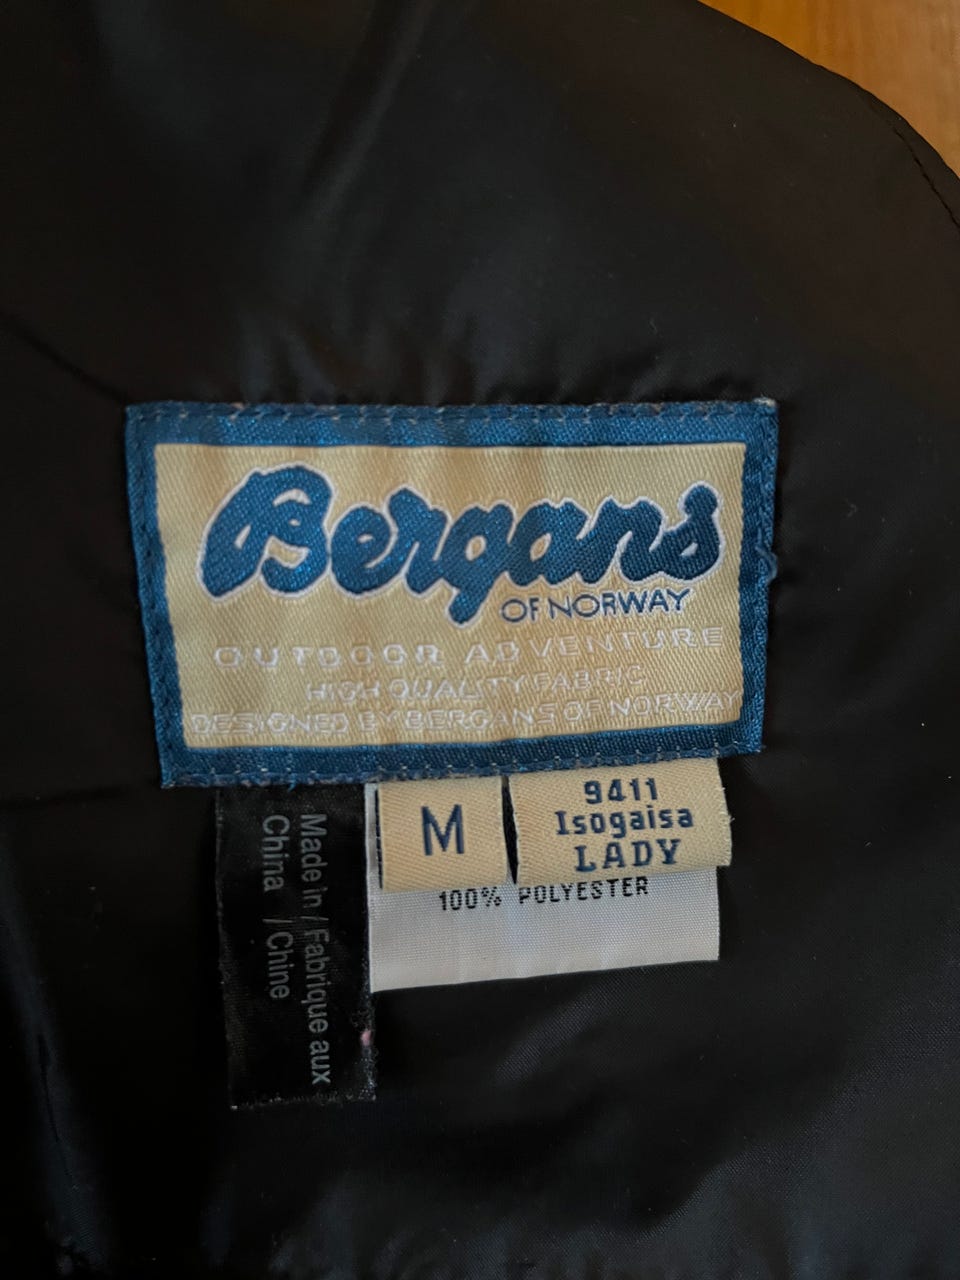 Bergans
OF NORWAY
OUTDOOR ADVENTURE
HIGH QUALITY FABRIC
DESIGNED BY BERGANS OF NORWAY
M
9411
Isogaisa
LADY
100% POLYESTER
Made in / Fabrique aux
China / Chine